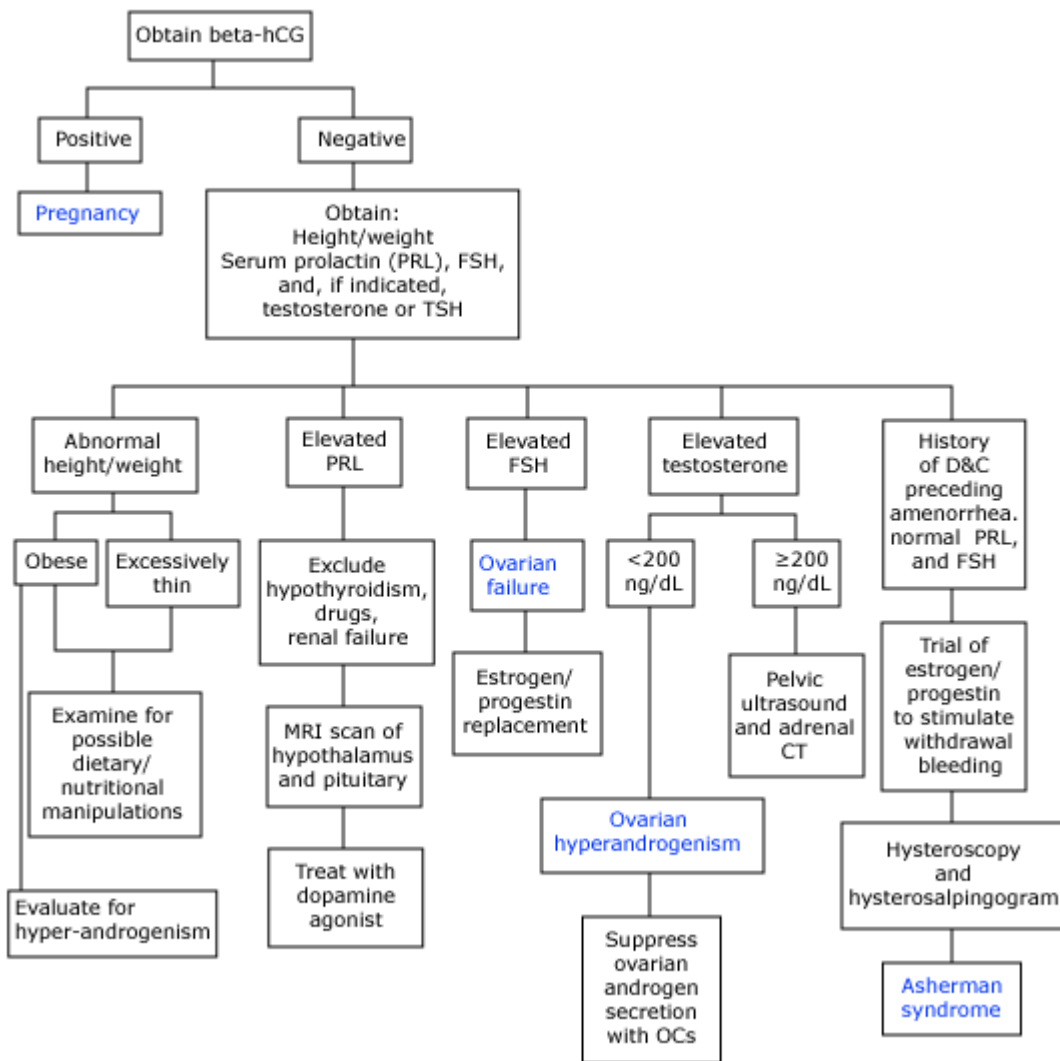 Obtain beta-hCG
Positive
Negative
Pregnancy
Obtain:
Height/weight
Serum prolactin (PRL), FSH,
and, if indicated,
testosterone or TSH
Abnormal
height/weight
Elevated
PRL
Elevated
FSH
Elevated
testosterone
History
of D&C
preceding
amenorrhea.
normal PRL,
and FSH
Obese
Excessively
thin
Exclude
hypothyroidism,
drugs,
renal failure
Ovarian
failure
<200
ng/dL
≥200
ng/dL
Examine for
possible
dietary/
nutritional
manipulations
MRI scan of
hypothalamus
and pituitary
Estrogen/
progestin
replacement
Pelvic
ultrasound
and adrenal
CT
Trial of
estrogen/
progestin
to stimulate
withdrawal
bleeding
Ovarian
hyperandrogenism
Evaluate for
hyper-androgenism
Treat with
dopamine
agonist
Hysteroscopy
and
hysterosalpingogram
Suppress
ovarian
androgen
secretion
with OCs
Asherman
syndrome